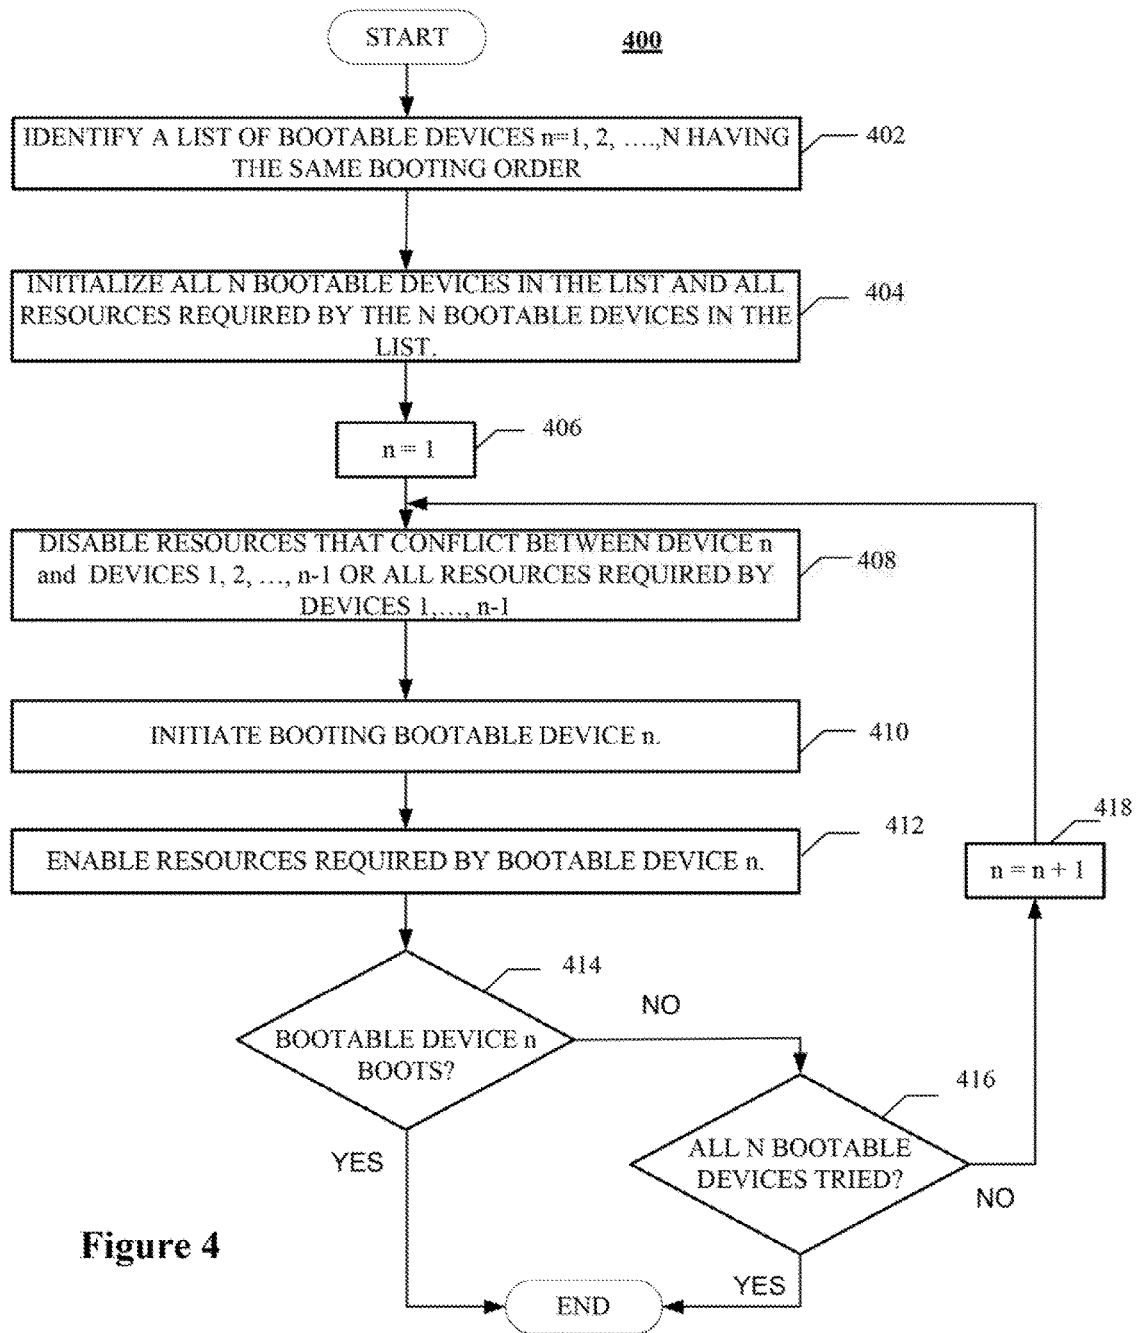 START
400
IDENTIFY A LIST OF BOOTABLE DEVICES n=1, 2, ….,N HAVING
THE SAME BOOTING ORDER
402
INITIALIZE ALL N BOOTABLE DEVICES IN THE LIST AND ALL
RESOURCES REQUIRED BY THE N BOOTABLE DEVICES IN THE
LIST.
404
n = 1
406
DISABLE RESOURCES THAT CONFLICT BETWEEN DEVICE n
and DEVICES 1, 2, …, n-1 OR ALL RESOURCES REQUIRED BY
DEVICES 1,…, n-1
408
INITIATE BOOTING BOOTABLE DEVICE n.
410
ENABLE RESOURCES REQUIRED BY BOOTABLE DEVICE n.
412
418
n = n + 1
414
BOOTABLE DEVICE n
BOOTS?
NO
YES
416
ALL N BOOTABLE
DEVICES TRIED?
NO
YES
Figure 4
END